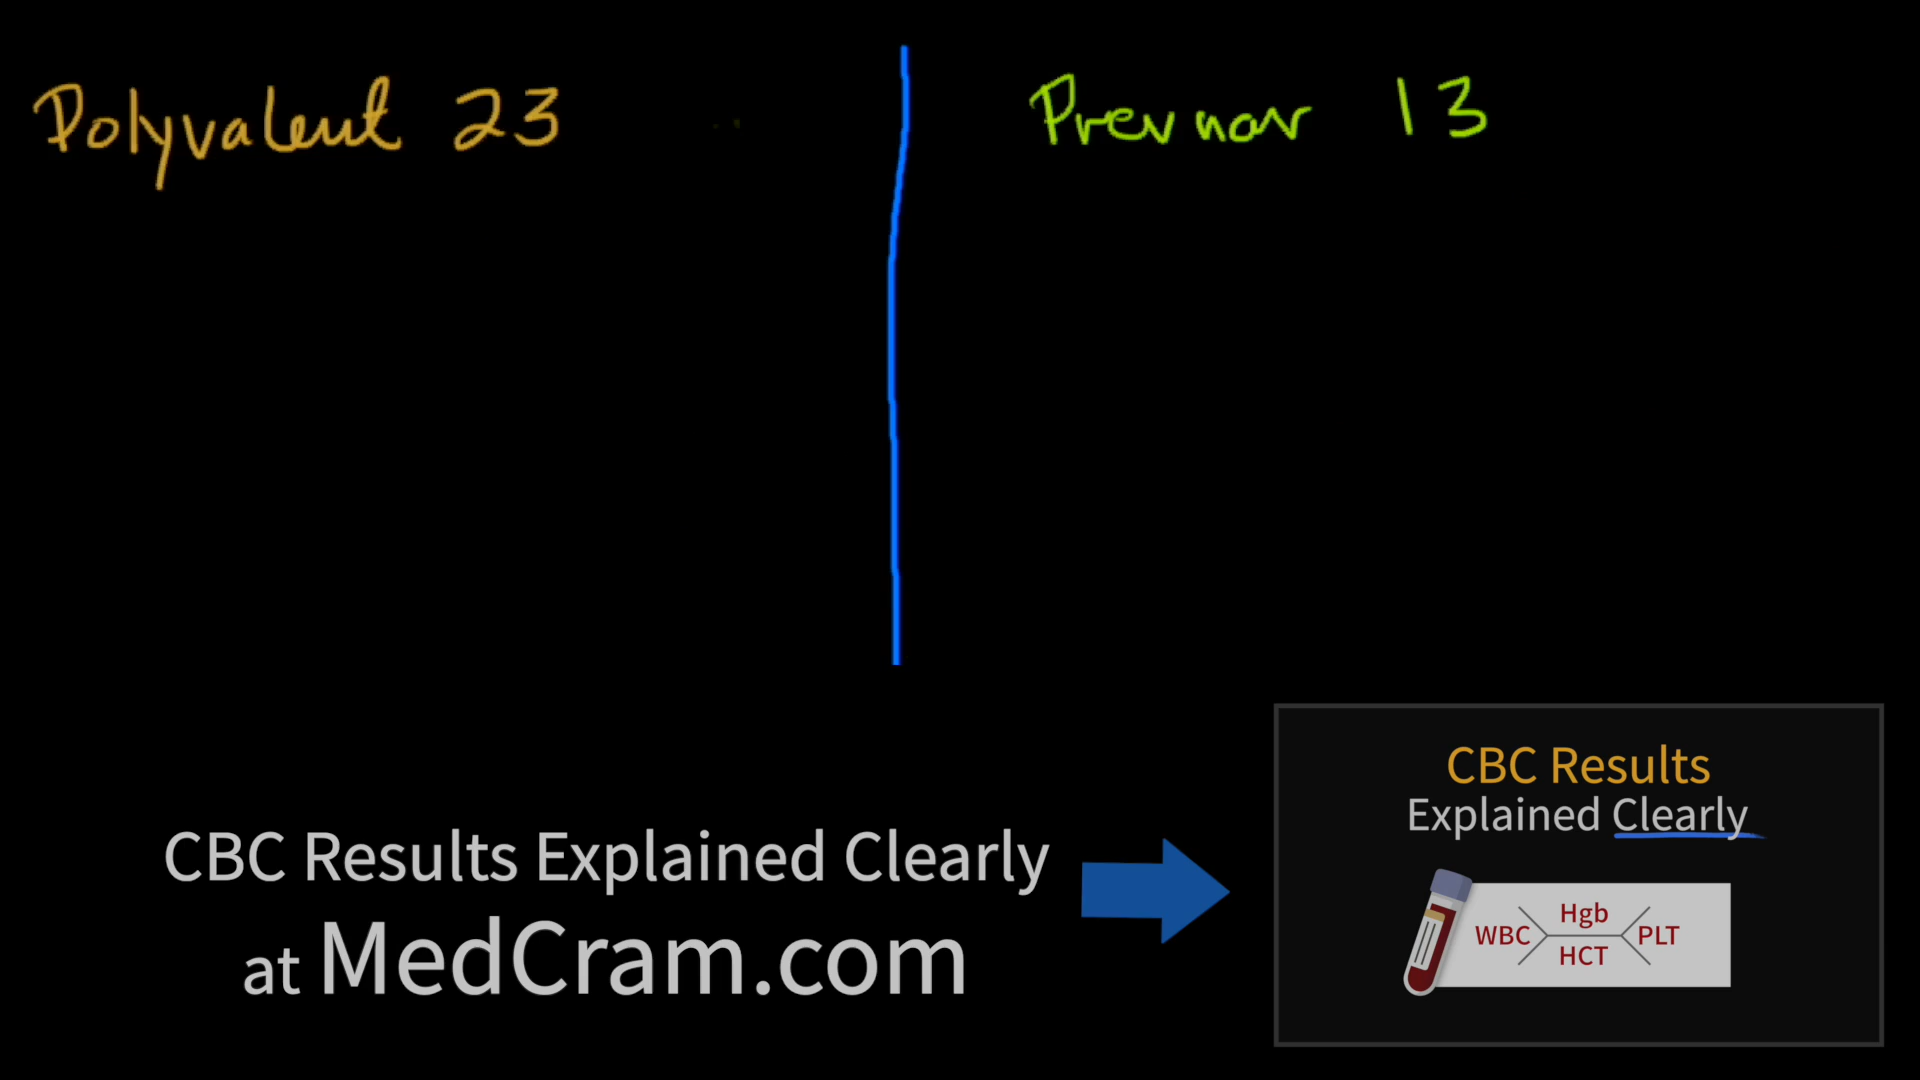 Polyvalent 23
Prevnar 13
CBC Results Explained Clearly
at MedCram.com
CBC Results
Explained Clearly
WBC
Hgb
HCT
PLT